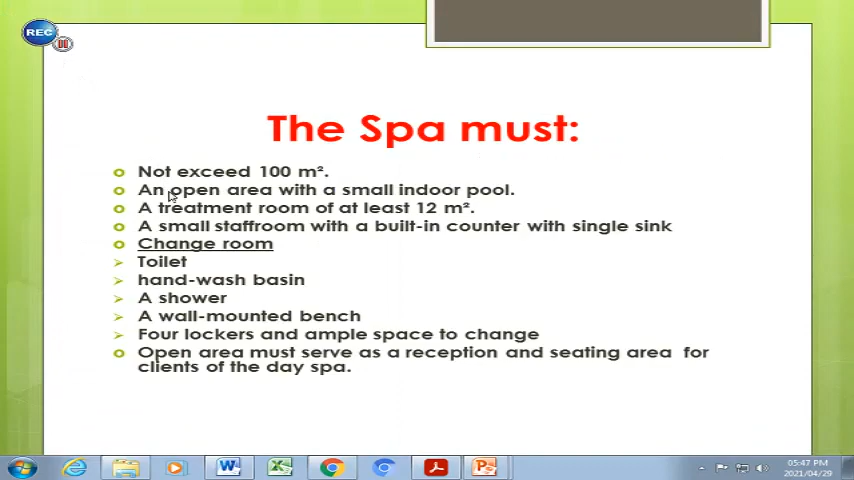 REC
The Spa must:
Not exceed 100 m².
An open area with a small indoor pool.
A treatment room of at least 12 m².
A small staffroom with a built-in counter with single sink
Change room
Toilet
hand-wash basin
A shower
A wall-mounted bench
Four lockers and ample space to change
Open area must serve as a reception and seating area for
clients of the day spa.
05:47 PM
2021/04/29